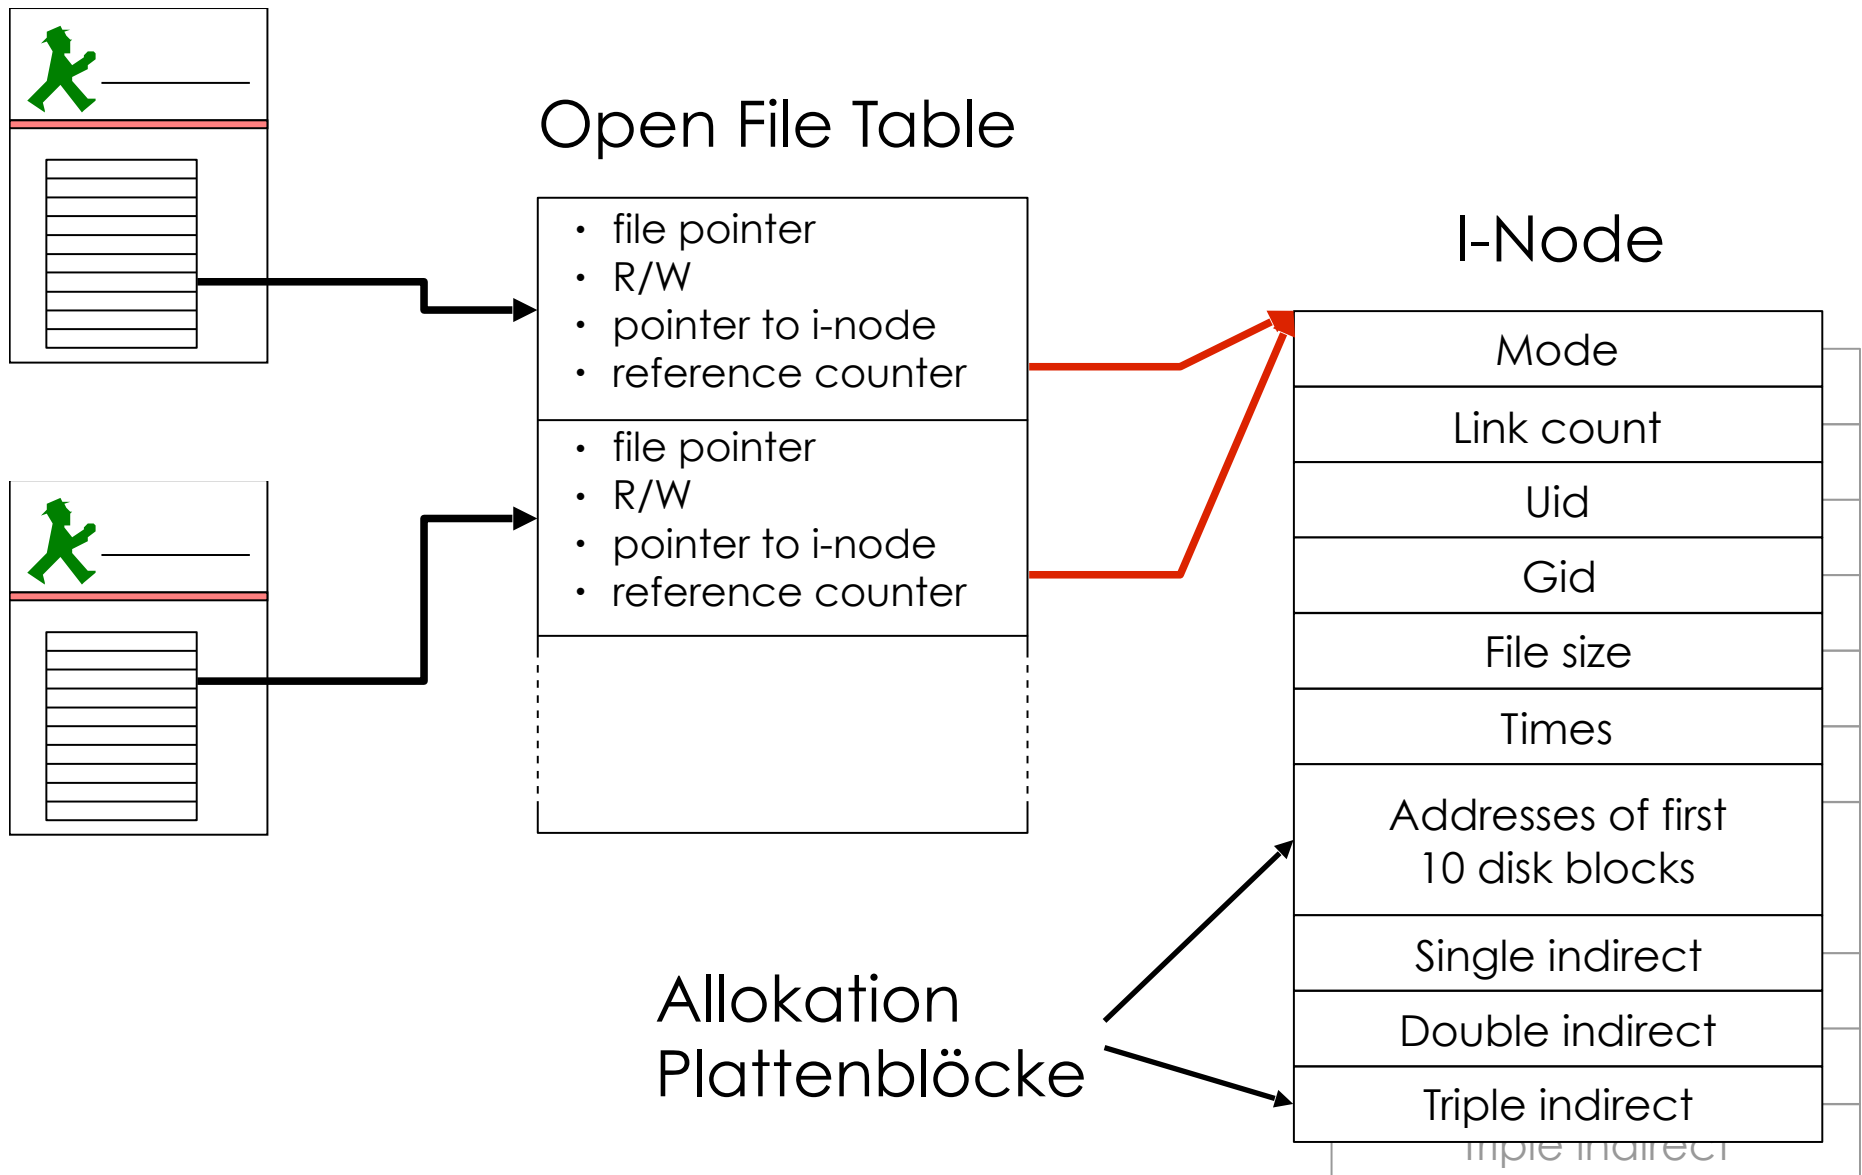 Open File Table
· file pointer
· R/W
· pointer to i-node
· reference counter
· file pointer
· R/W
· pointer to i-node
· reference counter
I-Node
Mode
Link count
Uid
Gid
File size
Times
Addresses of first
10 disk blocks
Single indirect
Double indirect
Triple indirect
Triple indirect
Allokation
Plattenblöcke